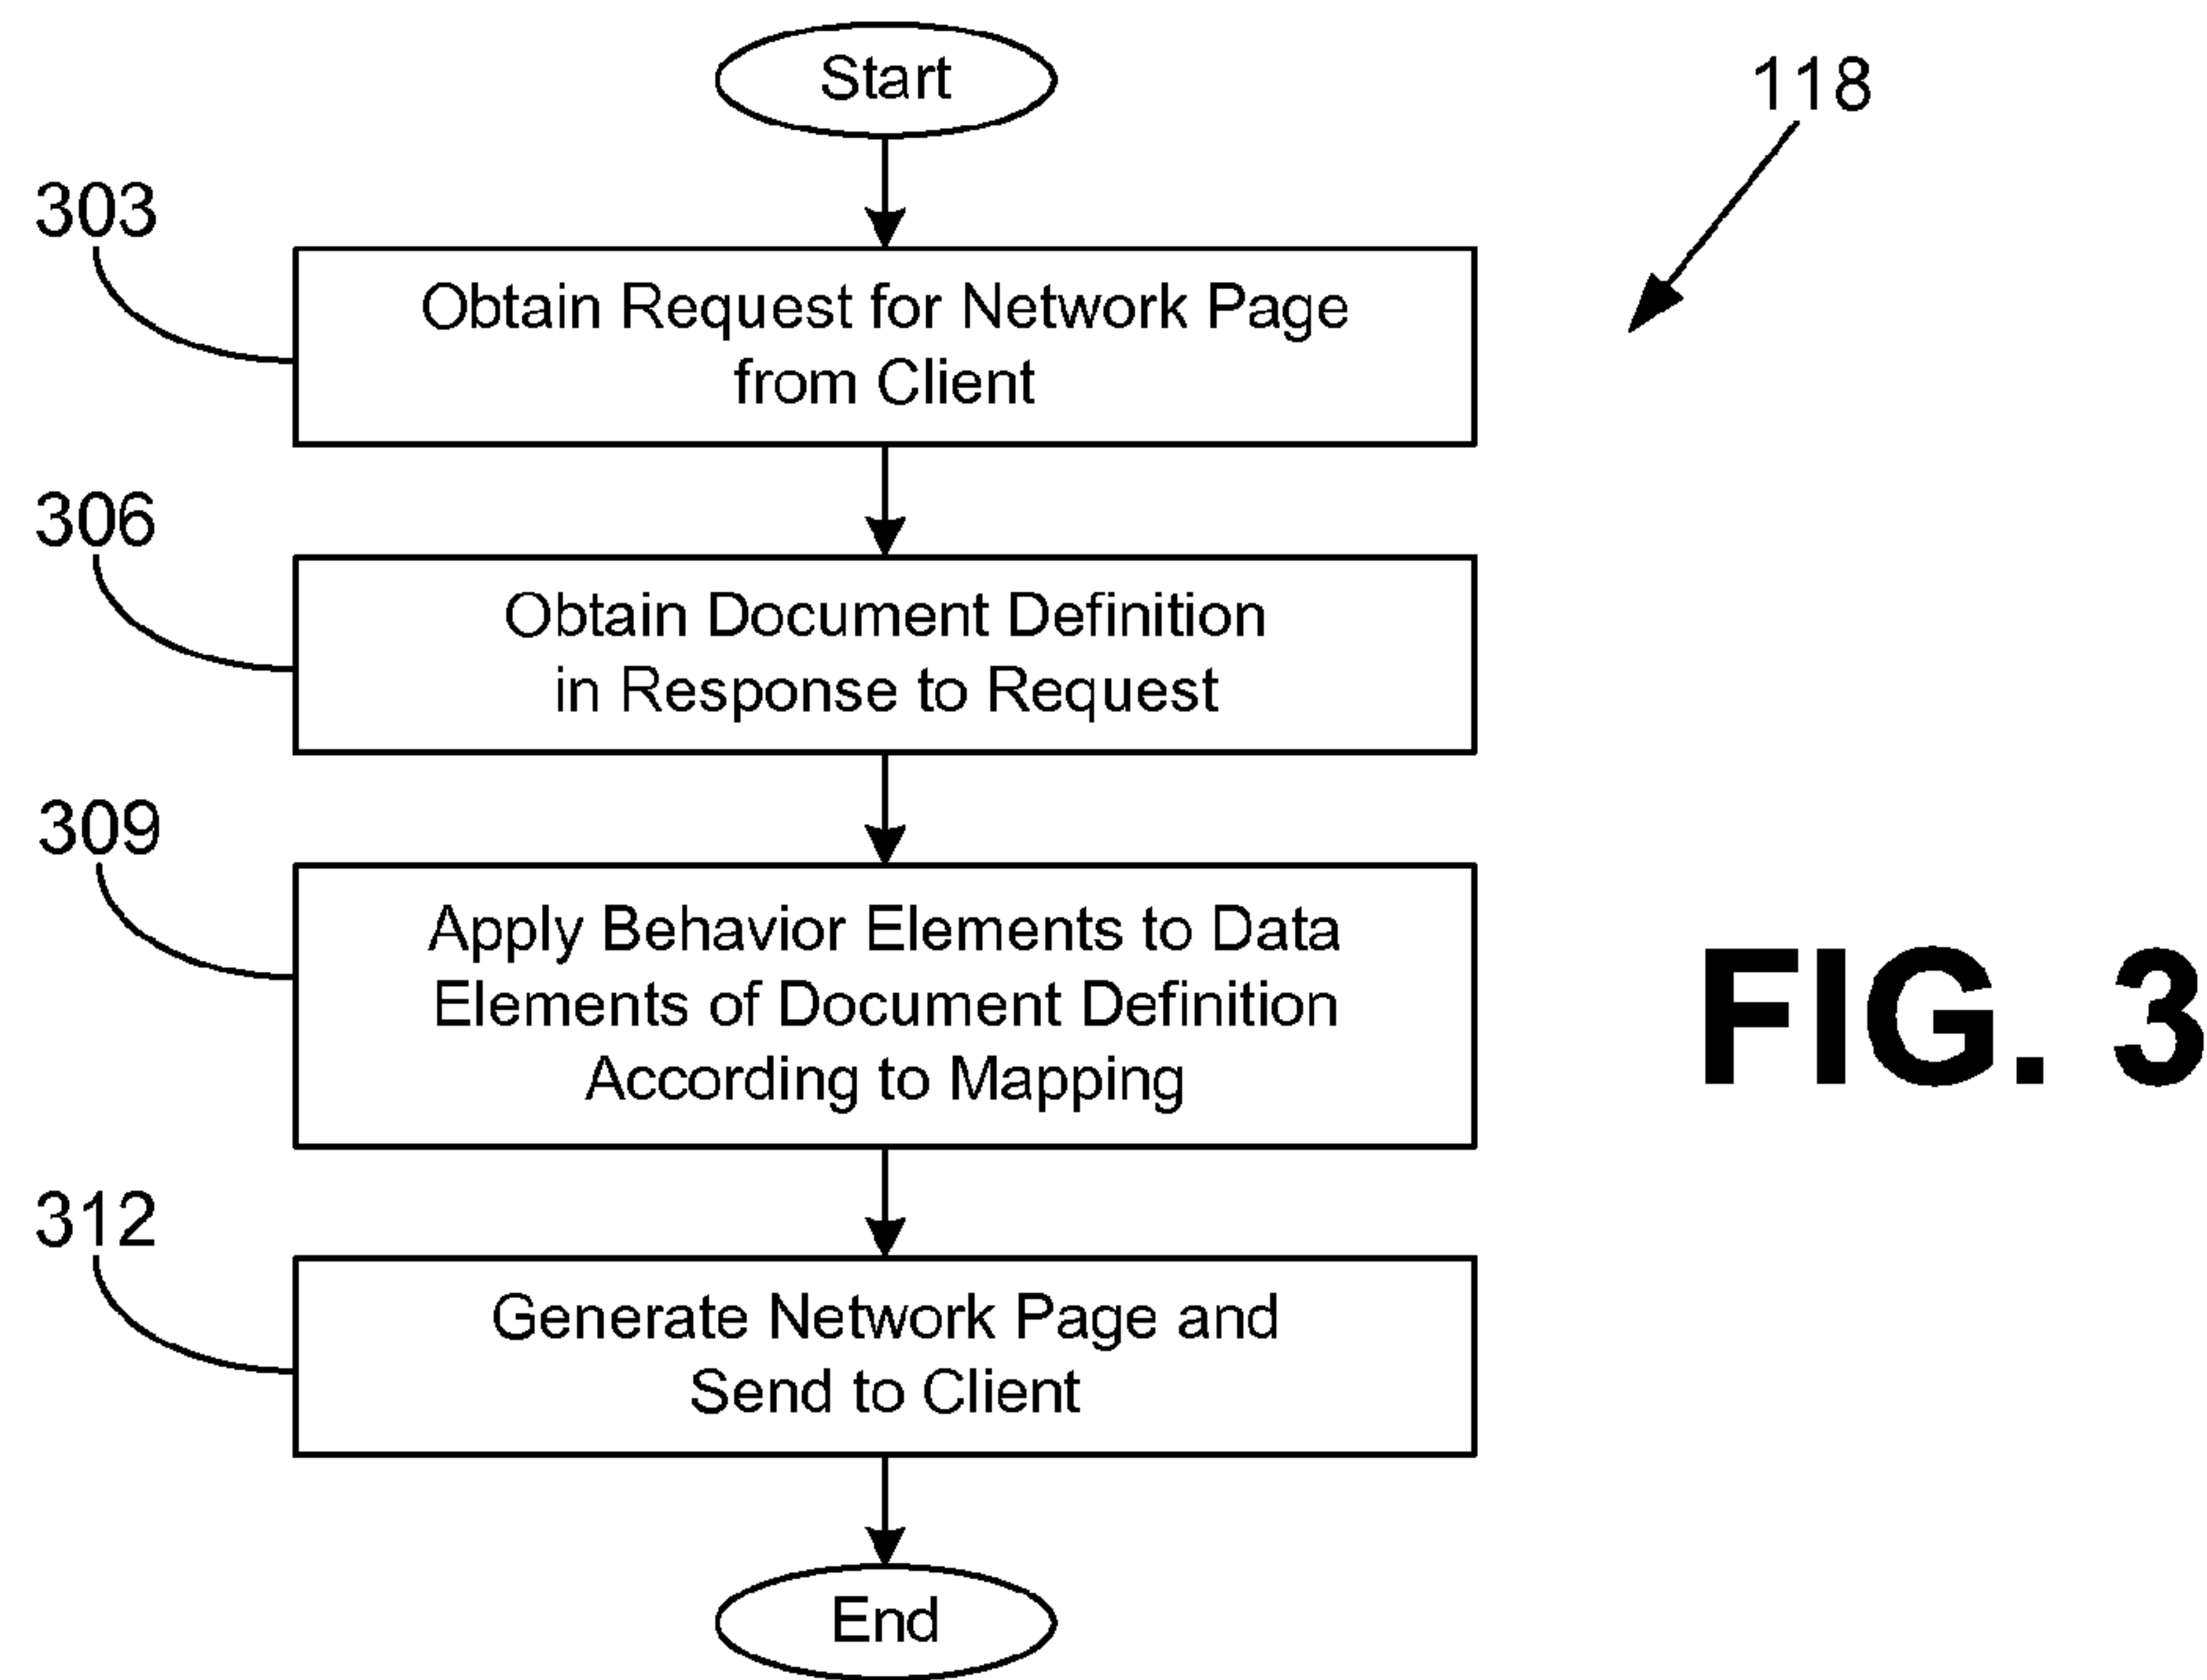 Start
118
303
Obtain Request for Network Page
from Client
306
Obtain Document Definition
in Response to Request
309
Apply Behavior Elements to Data
Elements of Document Definition
According to Mapping
FIG. 3
312
Generate Network Page and
Send to Client
End